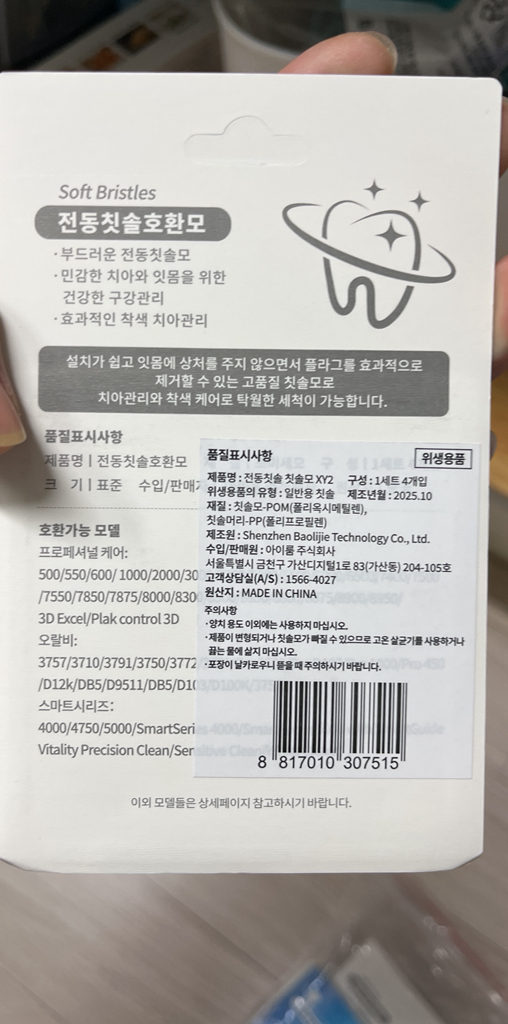 Soft Bristles
전동칫솔호환모
· 부드러운 전동칫솔모
· 민감한 치아와 잇몸을 위한
건강한 구강관리
· 효과적인 착색 치아관리
설치가 쉽고 잇몸에 상처를 주지 않으면서 플라그를 효과적으로
제거할 수 있는 고품질 칫솔모로
치아관리와 착색 케어로 탁월한 세척이 가능합니다.
품질표시사항
제품명 | 전동칫솔호환모
크 기 | 표준 수입/판매
호환가능 모델
프로페셔널 케어:
500/550/600/ 1000/2000/30
/7550/7850/7875/8000/830
3D Excel/Plak control 3D
오랄비:
3757/3710/3791/3750/3772
/D12k/DB5/D9511/DB5/D10
스마트시리즈:
4000/4750/5000/SmartSeri
Vitality Precision Clean/Sen
이외 모델들은 상세페이지 참고하시기 바랍니다.
품질표시사항 위생용품
제품명 : 전동칫솔 칫솔모 XY2 구성 : 1세트 4개입
위생용품의 유형 : 일반용 칫솔 제조년월 : 2025.10
재질 : 칫솔모-POM(폴리옥시메틸렌),
칫솔머리-PP(폴리프로필렌)
제조원 : Shenzhen Baolijie Technology Co., Ltd.
수입/판매원 : 아이룸 주식회사
서울특별시 금천구 가산디지털1로 83(가산동) 204-105호
고객상담실(A/S) : 1566-4027
원산지 : MADE IN CHINA
주의사항
·양치 용도 이외에는 사용하지 마십시오.
·제품이 변형되거나 칫솔모가 빠질 수 있으므로 고온 살균기를 사용하거나
끓는 물에 삶지 마십시오.
·포장이 날카로우니 뜯을 때 주의하시기 바랍니다.
8 817010 307515